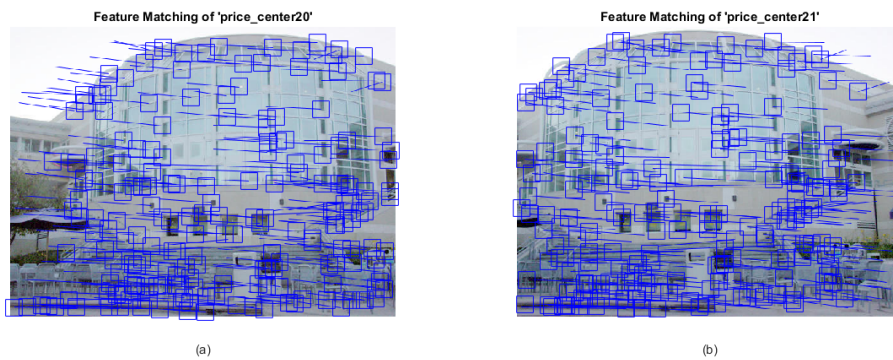 Feature Matching of 'price_center20'
Feature Matching of 'price_center21'
(a)
(b)